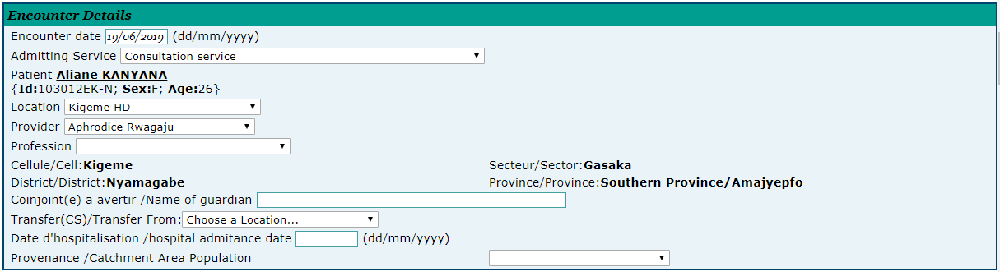 Encounter Details
Encounter date 19/06/2019 (dd/mm/yyyy)
Admitting Service Consultation service
Patient Aliane KANYANA
{Id:103012EK-N; Sex:F; Age:26}
Location Kigeme HD
Provider Aphrodice Rwagaju
Profession
Cellule/Cell:Kigeme Secteur/Sector:Gasaka
District/District:Nyamagabe Province/Province:Southern Province/Amajyepfo
Coinjoint(e) a avertir /Name of guardian
Transfer(CS)/Transfer From: Choose a Location...
Date d'hospitalisation /hospital admitance date (dd/mm/yyyy)
Provenance /Catchment Area Population